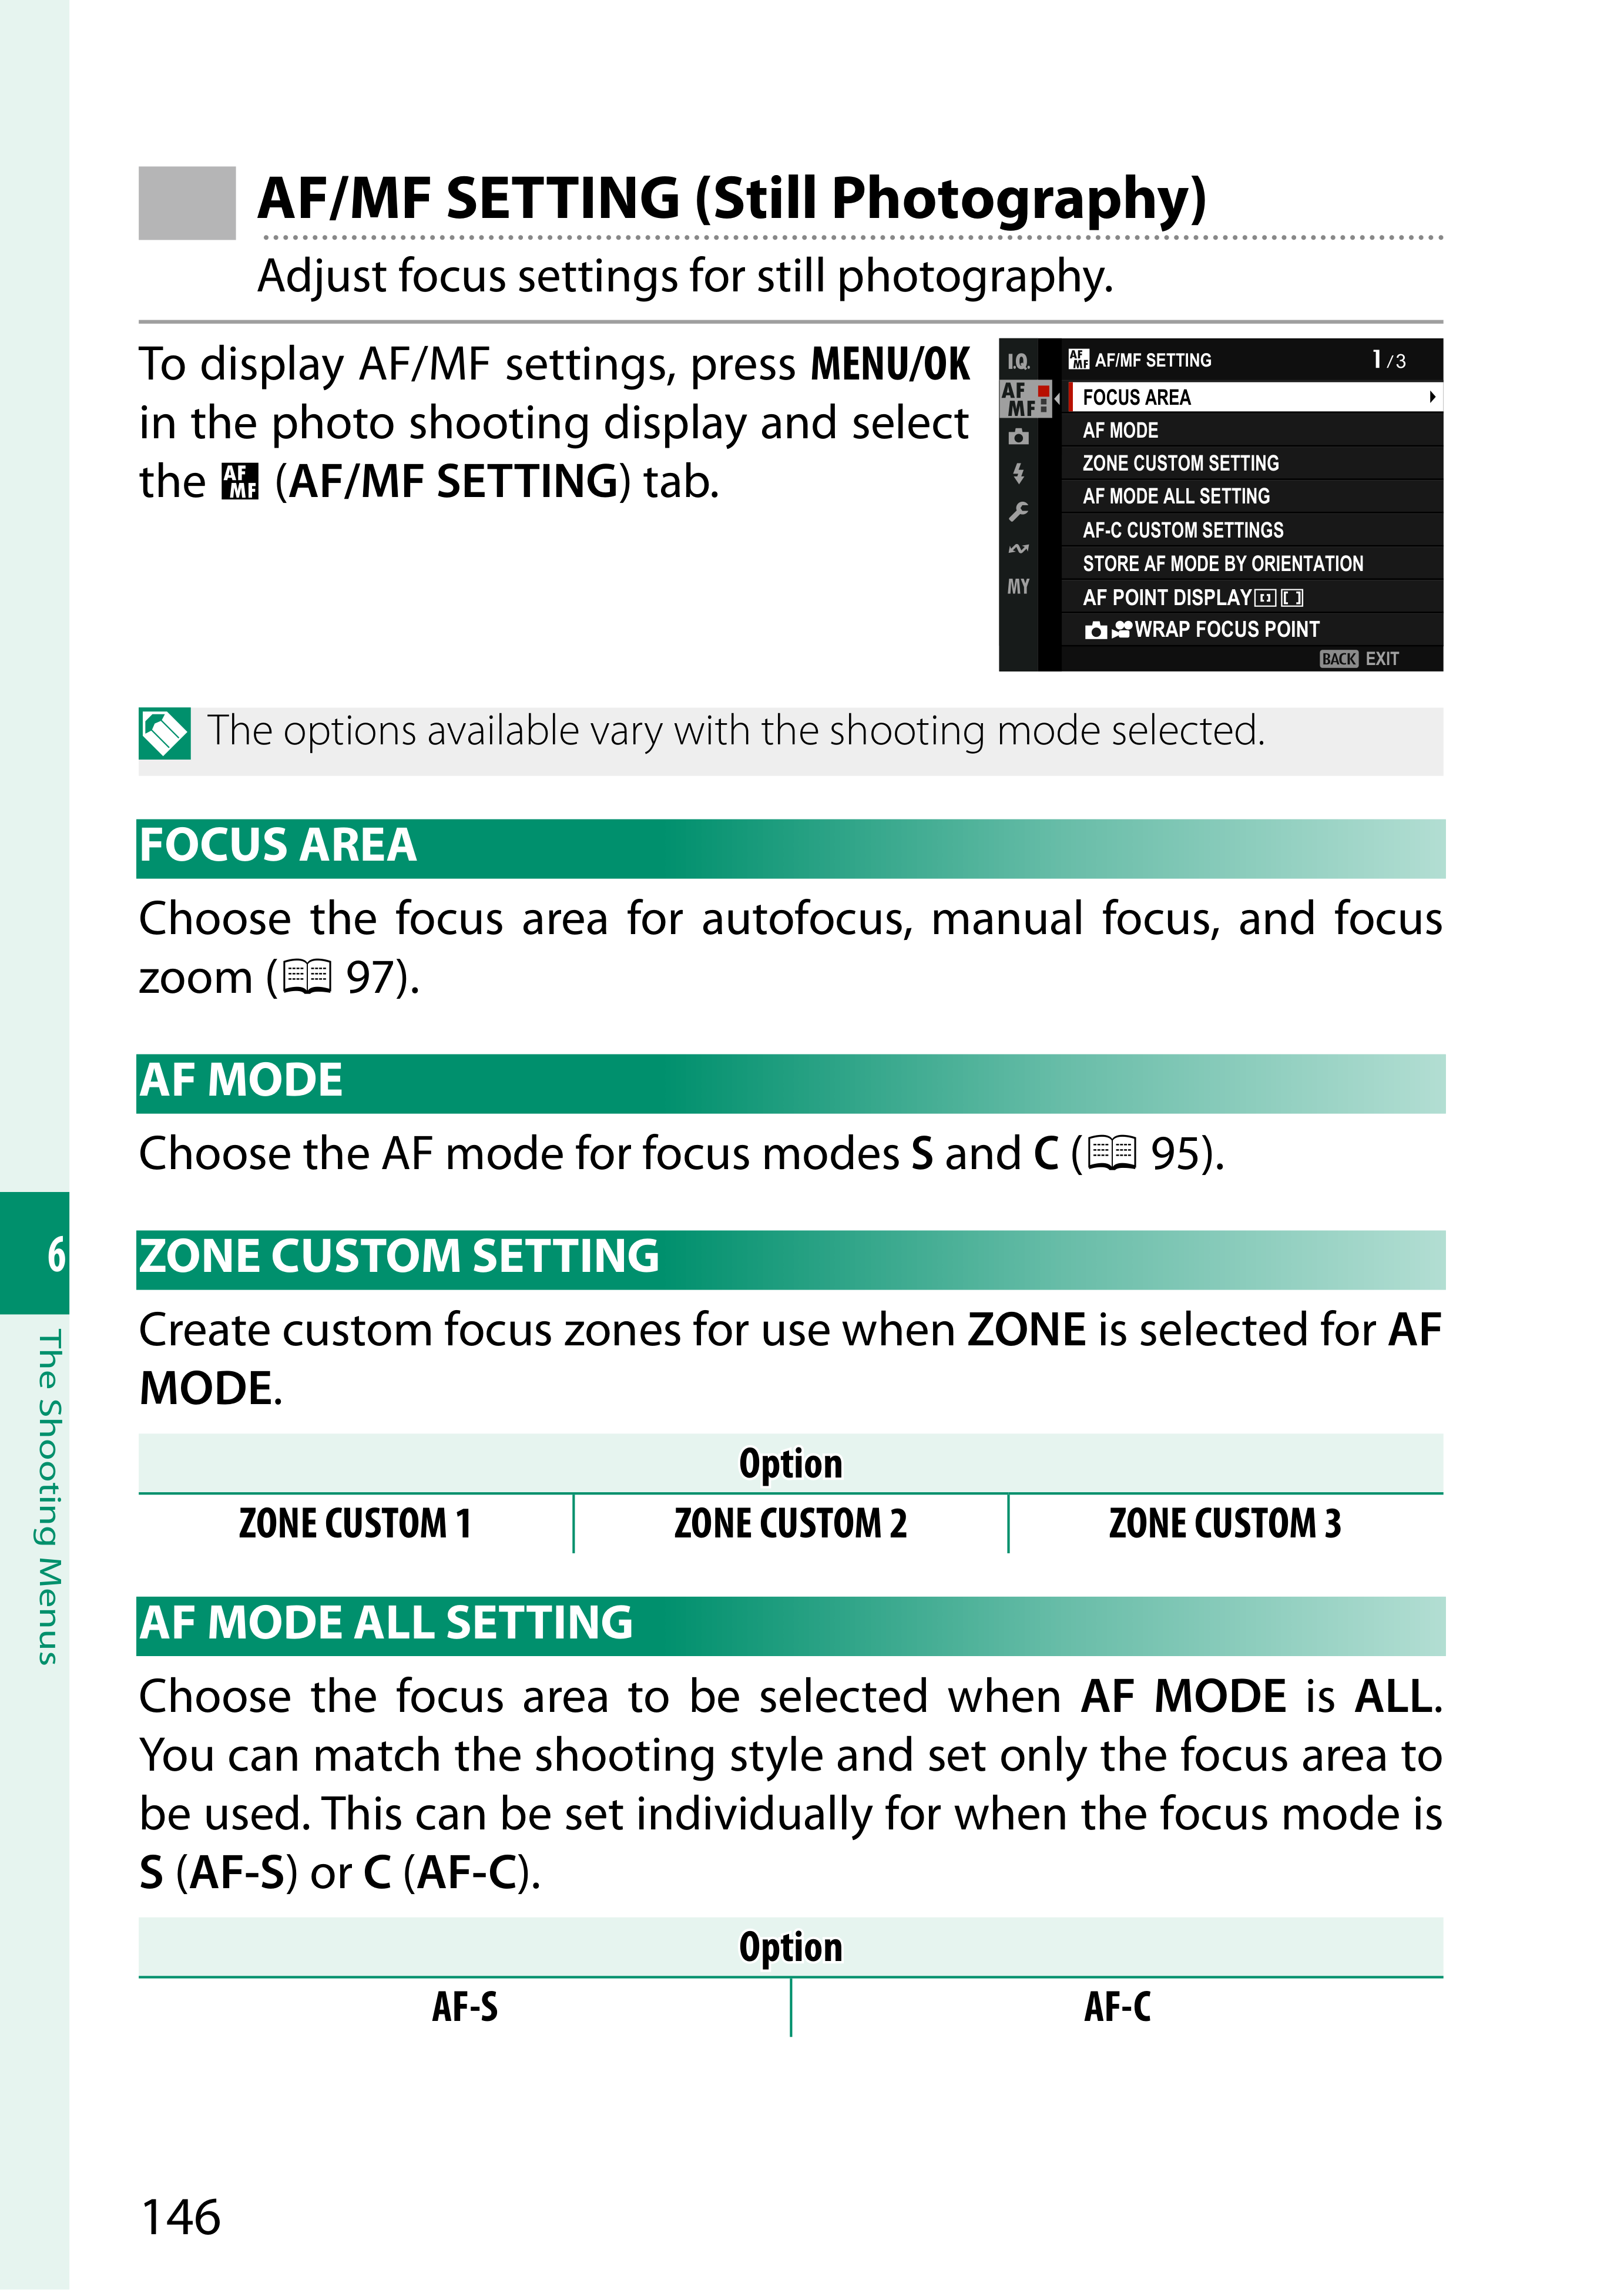 AF/MF SETTING (Still Photography)
Adjust focus settings for still photography.
To display AF/MF settings, press MENU/OK
in the photo shooting display and select
the AF MF (AF/MF SETTING) tab.
I.Q.
AF
MF
MY
AF MF AF/MF SETTING 1/3
FOCUS AREA
AF MODE
ZONE CUSTOM SETTING
AF MODE ALL SETTING
AF-C CUSTOM SETTINGS
STORE AF MODE BY ORIENTATION
AF POINT DISPLAY
WRAP FOCUS POINT
BACK EXIT
The options available vary with the shooting mode selected.
FOCUS AREA
Choose the focus area for autofocus, manual focus, and focus
zoom (97).
AF MODE
Choose the AF mode for focus modes S and C (95).
ZONE CUSTOM SETTING
Create custom focus zones for use when ZONE is selected for AF
MODE.
Option
ZONE CUSTOM 1 ZONE CUSTOM 2 ZONE CUSTOM 3
AF MODE ALL SETTING
Choose the focus area to be selected when AF MODE is ALL.
You can match the shooting style and set only the focus area to
be used. This can be set individually for when the focus mode is
S (AF-S) or C (AF-C).
Option
AF-S AF-C
6
The Shooting Menus
146